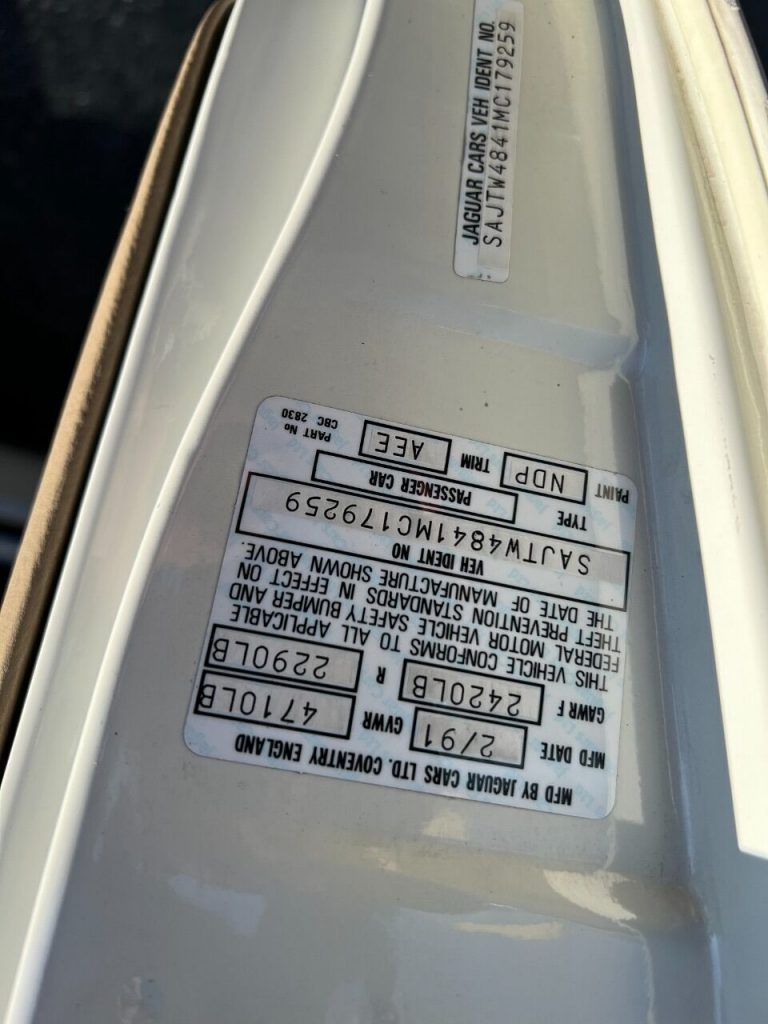 JAGUAR CARS VEH IDENT NO.
SAJTW4841MC179259
MFD BY JAGUAR CARS LTD. COVENTRY ENGLAND
MFD DATE 2/91 GVWR 4710LB
GAWR F 2420LB R 2290LB
THIS VEHICLE CONFORMS TO ALL APPLICABLE
FEDERAL MOTOR VEHICLE SAFETY BUMPER AND
THEFT PREVENTION STANDARDS IN EFFECT ON
THE DATE OF MANUFACTURE SHOWN ABOVE.
VEH IDENT NO
SAJTW4841MC179259
TYPE PASSENGER CAR
PAINT NDP TRIM AEE PART No
CBC 2830